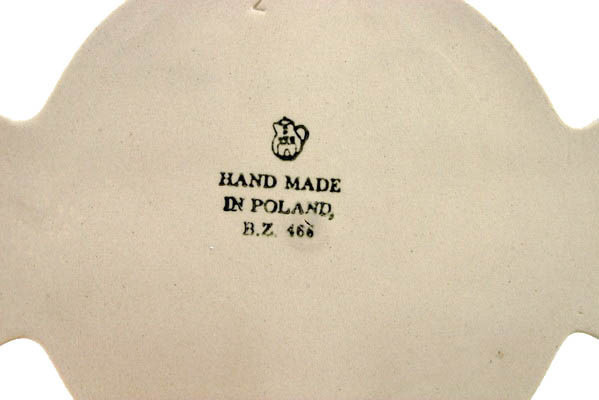 HAND MADE
IN POLAND,
B.Z. 466